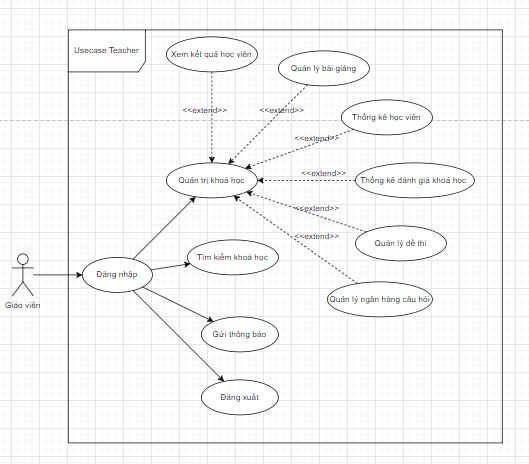 Usecase Teacher
Xem kết quả học viên
Quản lý bài giảng
<<extend>>
<<extend>>
Thống kê học viên
<<extend>>
Quản trị khoá học
<<extend>>
Thống kê đánh giá khoá học
<<extend>>
Quản lý đề thi
<<extend>>
Tìm kiếm khoá học
Đăng nhập
Giáo viên
Quản lý ngân hàng câu hỏi
Gửi thông báo
Đăng xuất